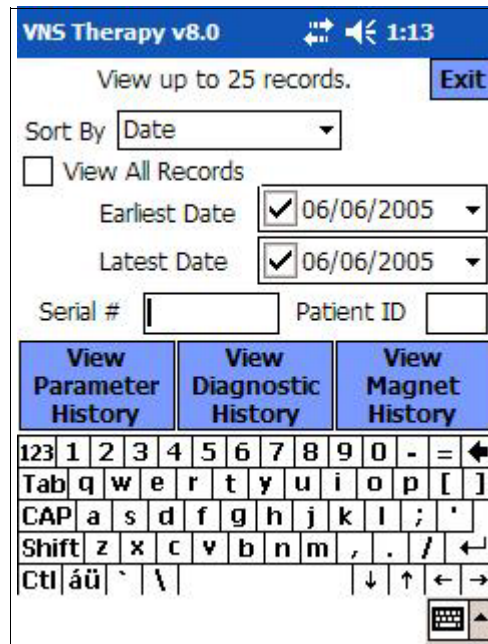 VNS Therapy v8.0 1:13
View up to 25 records. Exit
Sort By Date
View All Records
Earliest Date 06/06/2005
Latest Date 06/06/2005
Serial # Patient ID
View Parameter History View Diagnostic History View Magnet History
123 1 2 3 4 5 6 7 8 9 0 - = ←
Tab q w e r t y u i o p [ ]
CAP a s d f g h j k l ; '
Shift z x c v b n m , . / ↵
Ctl áü ` \ ↓ ↑ ← →